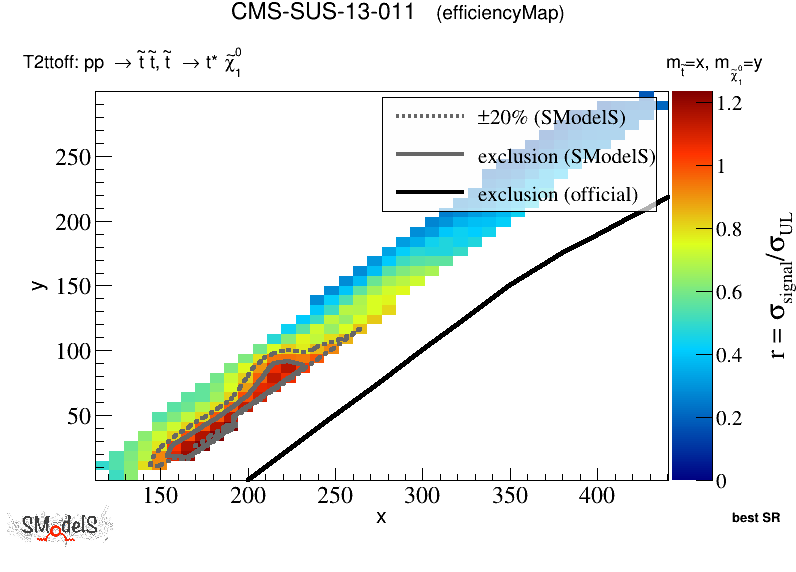 CMS-SUS-13-011 (efficiencyMap)
T2ttoff: pp → t̃ t̃, t̃ → t* χ̃₁⁰
m_t̃=x, m_χ̃₁⁰=y
±20% (SModelS)
exclusion (SModelS)
exclusion (official)
250
200
150
100
50
y
150
200
250
300
350
400
x
1.2
1
0.8
0.6
0.4
0.2
0
r = σ_signal/σ_UL
best SR
SModelS